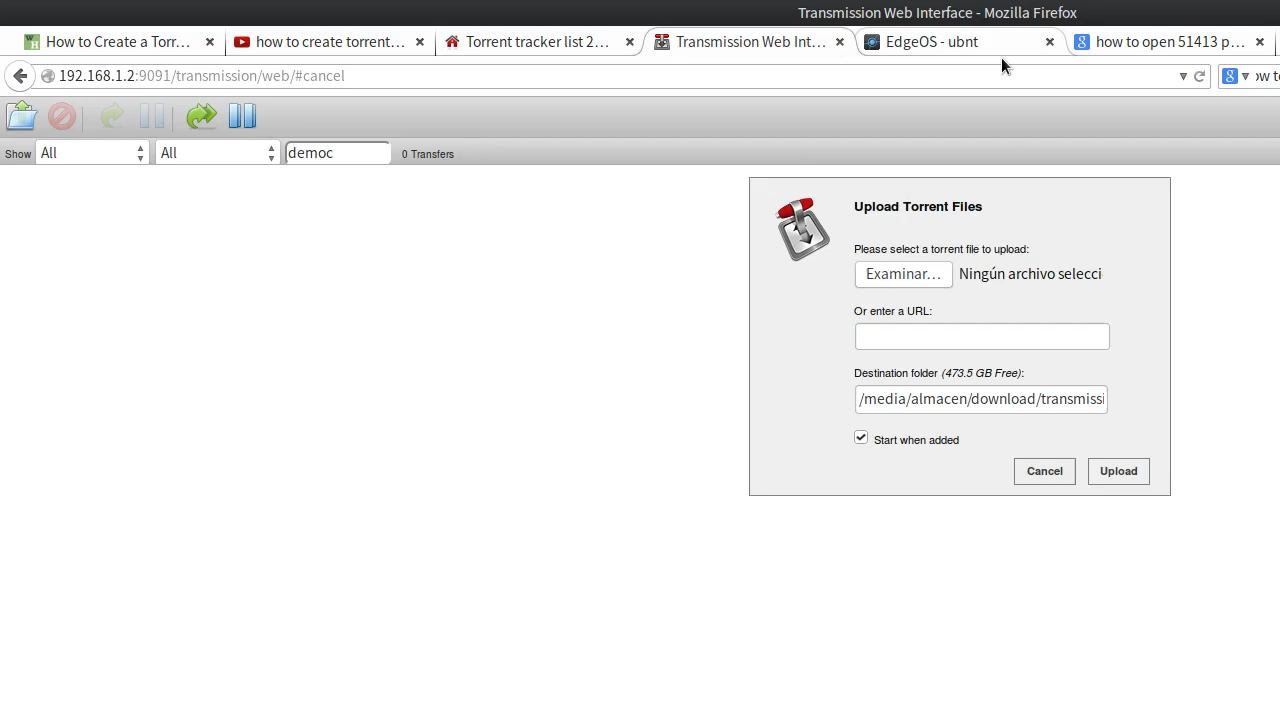 Transmission Web Interface - Mozilla Firefox
How to Create a Torr... how to create torrent... Torrent tracker list 2... Transmission Web Int... EdgeOS - ubnt how to open 51413 p...
192.168.1.2:9091/transmission/web/#cancel
Show All All democ 0 Transfers
Upload Torrent Files
Please select a torrent file to upload:
Examinar... Ningún archivo selecci
Or enter a URL:
Destination folder (473.5 GB Free):
/media/almacen/download/transmissi
Start when added
Cancel Upload